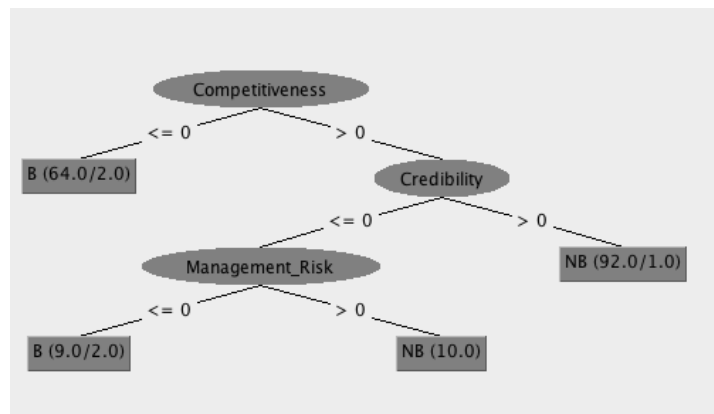 Competitiveness
<= 0
> 0
B (64.0/2.0)
Credibility
<= 0
> 0
Management_Risk
NB (92.0/1.0)
<= 0
> 0
B (9.0/2.0)
NB (10.0)